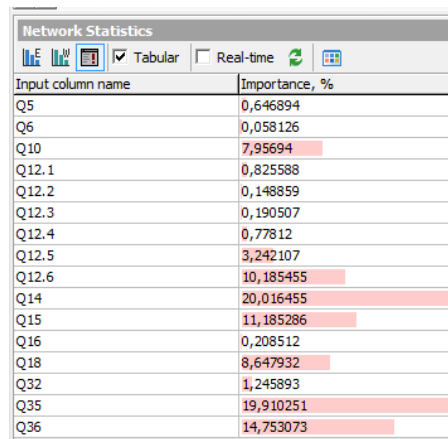 Network Statistics
Tabular Real-time
Input column name Importance, %
Q5 0,646894
Q6 0,058126
Q10 7,95694
Q12.1 0,825588
Q12.2 0,148859
Q12.3 0,190507
Q12.4 0,77812
Q12.5 3,242107
Q12.6 10,185455
Q14 20,016455
Q15 11,185286
Q16 0,208512
Q18 8,647932
Q32 1,245893
Q35 19,910251
Q36 14,753073